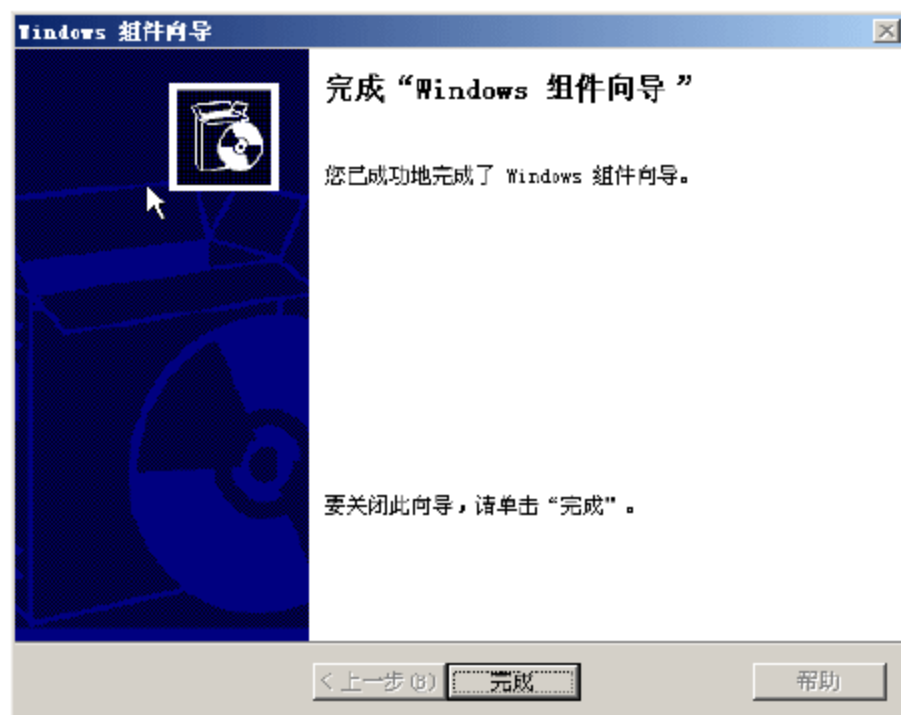 Windows 组件向导
完成“Windows 组件向导”
您已成功地完成了 Windows 组件向导。
要关闭此向导，请单击“完成”。
< 上一步(B)
完成
帮助